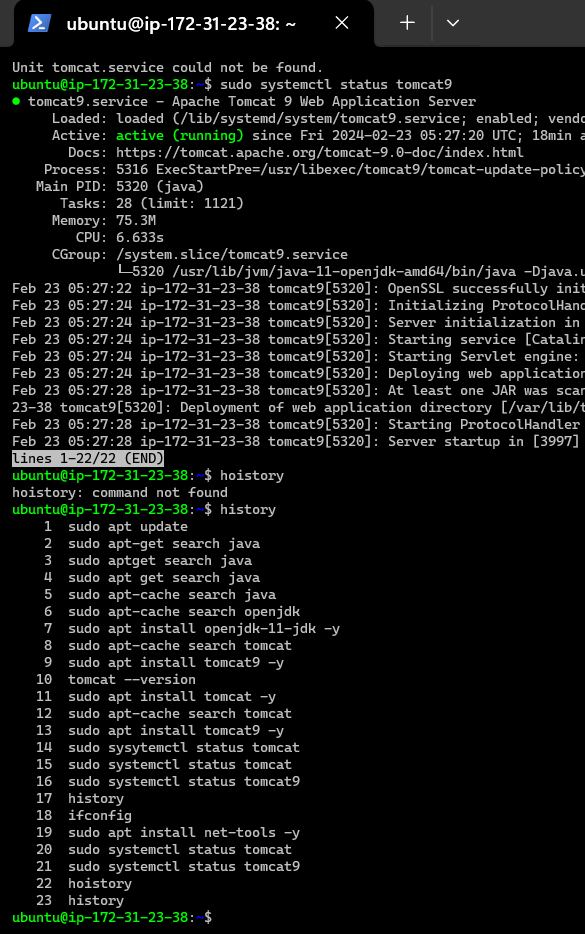 ubuntu@ip-172-31-23-38: ~
Unit tomcat.service could not be found.
ubuntu@ip-172-31-23-38:~$ sudo systemctl status tomcat9
● tomcat9.service - Apache Tomcat 9 Web Application Server
Loaded: loaded (/lib/systemd/system/tomcat9.service; enabled; vendo
Active: active (running) since Fri 2024-02-23 05:27:20 UTC; 18min a
Docs: https://tomcat.apache.org/tomcat-9.0-doc/index.html
Process: 5316 ExecStartPre=/usr/libexec/tomcat9/tomcat-update-policy
Main PID: 5320 (java)
Tasks: 28 (limit: 1121)
Memory: 75.3M
CPU: 6.633s
CGroup: /system.slice/tomcat9.service
└─5320 /usr/lib/jvm/java-11-openjdk-amd64/bin/java -Djava.u
Feb 23 05:27:22 ip-172-31-23-38 tomcat9[5320]: OpenSSL successfully init
Feb 23 05:27:24 ip-172-31-23-38 tomcat9[5320]: Initializing ProtocolHand
Feb 23 05:27:24 ip-172-31-23-38 tomcat9[5320]: Server initialization in
Feb 23 05:27:24 ip-172-31-23-38 tomcat9[5320]: Starting service [Catalin
Feb 23 05:27:24 ip-172-31-23-38 tomcat9[5320]: Starting Servlet engine:
Feb 23 05:27:24 ip-172-31-23-38 tomcat9[5320]: Deploying web application
Feb 23 05:27:28 ip-172-31-23-38 tomcat9[5320]: At least one JAR was scan
23-38 tomcat9[5320]: Deployment of web application directory [/var/lib/t
Feb 23 05:27:28 ip-172-31-23-38 tomcat9[5320]: Starting ProtocolHandler
Feb 23 05:27:28 ip-172-31-23-38 tomcat9[5320]: Server startup in [3997]
lines 1-22/22 (END)
ubuntu@ip-172-31-23-38:~$ hoistory
hoistory: command not found
ubuntu@ip-172-31-23-38:~$ history
1 sudo apt update
2 sudo apt-get search java
3 sudo aptget search java
4 sudo apt get search java
5 sudo apt-cache search java
6 sudo apt-cache search openjdk
7 sudo apt install openjdk-11-jdk -y
8 sudo apt-cache search tomcat
9 sudo apt install tomcat9 -y
10 tomcat --version
11 sudo apt install tomcat -y
12 sudo apt-cache search tomcat
13 sudo apt install tomcat9 -y
14 sudo sysytemctl status tomcat
15 sudo systemctl status tomcat
16 sudo systemctl status tomcat9
17 history
18 ifconfig
19 sudo apt install net-tools -y
20 sudo systemctl status tomcat
21 sudo systemctl status tomcat9
22 hoistory
23 history
ubuntu@ip-172-31-23-38:~$